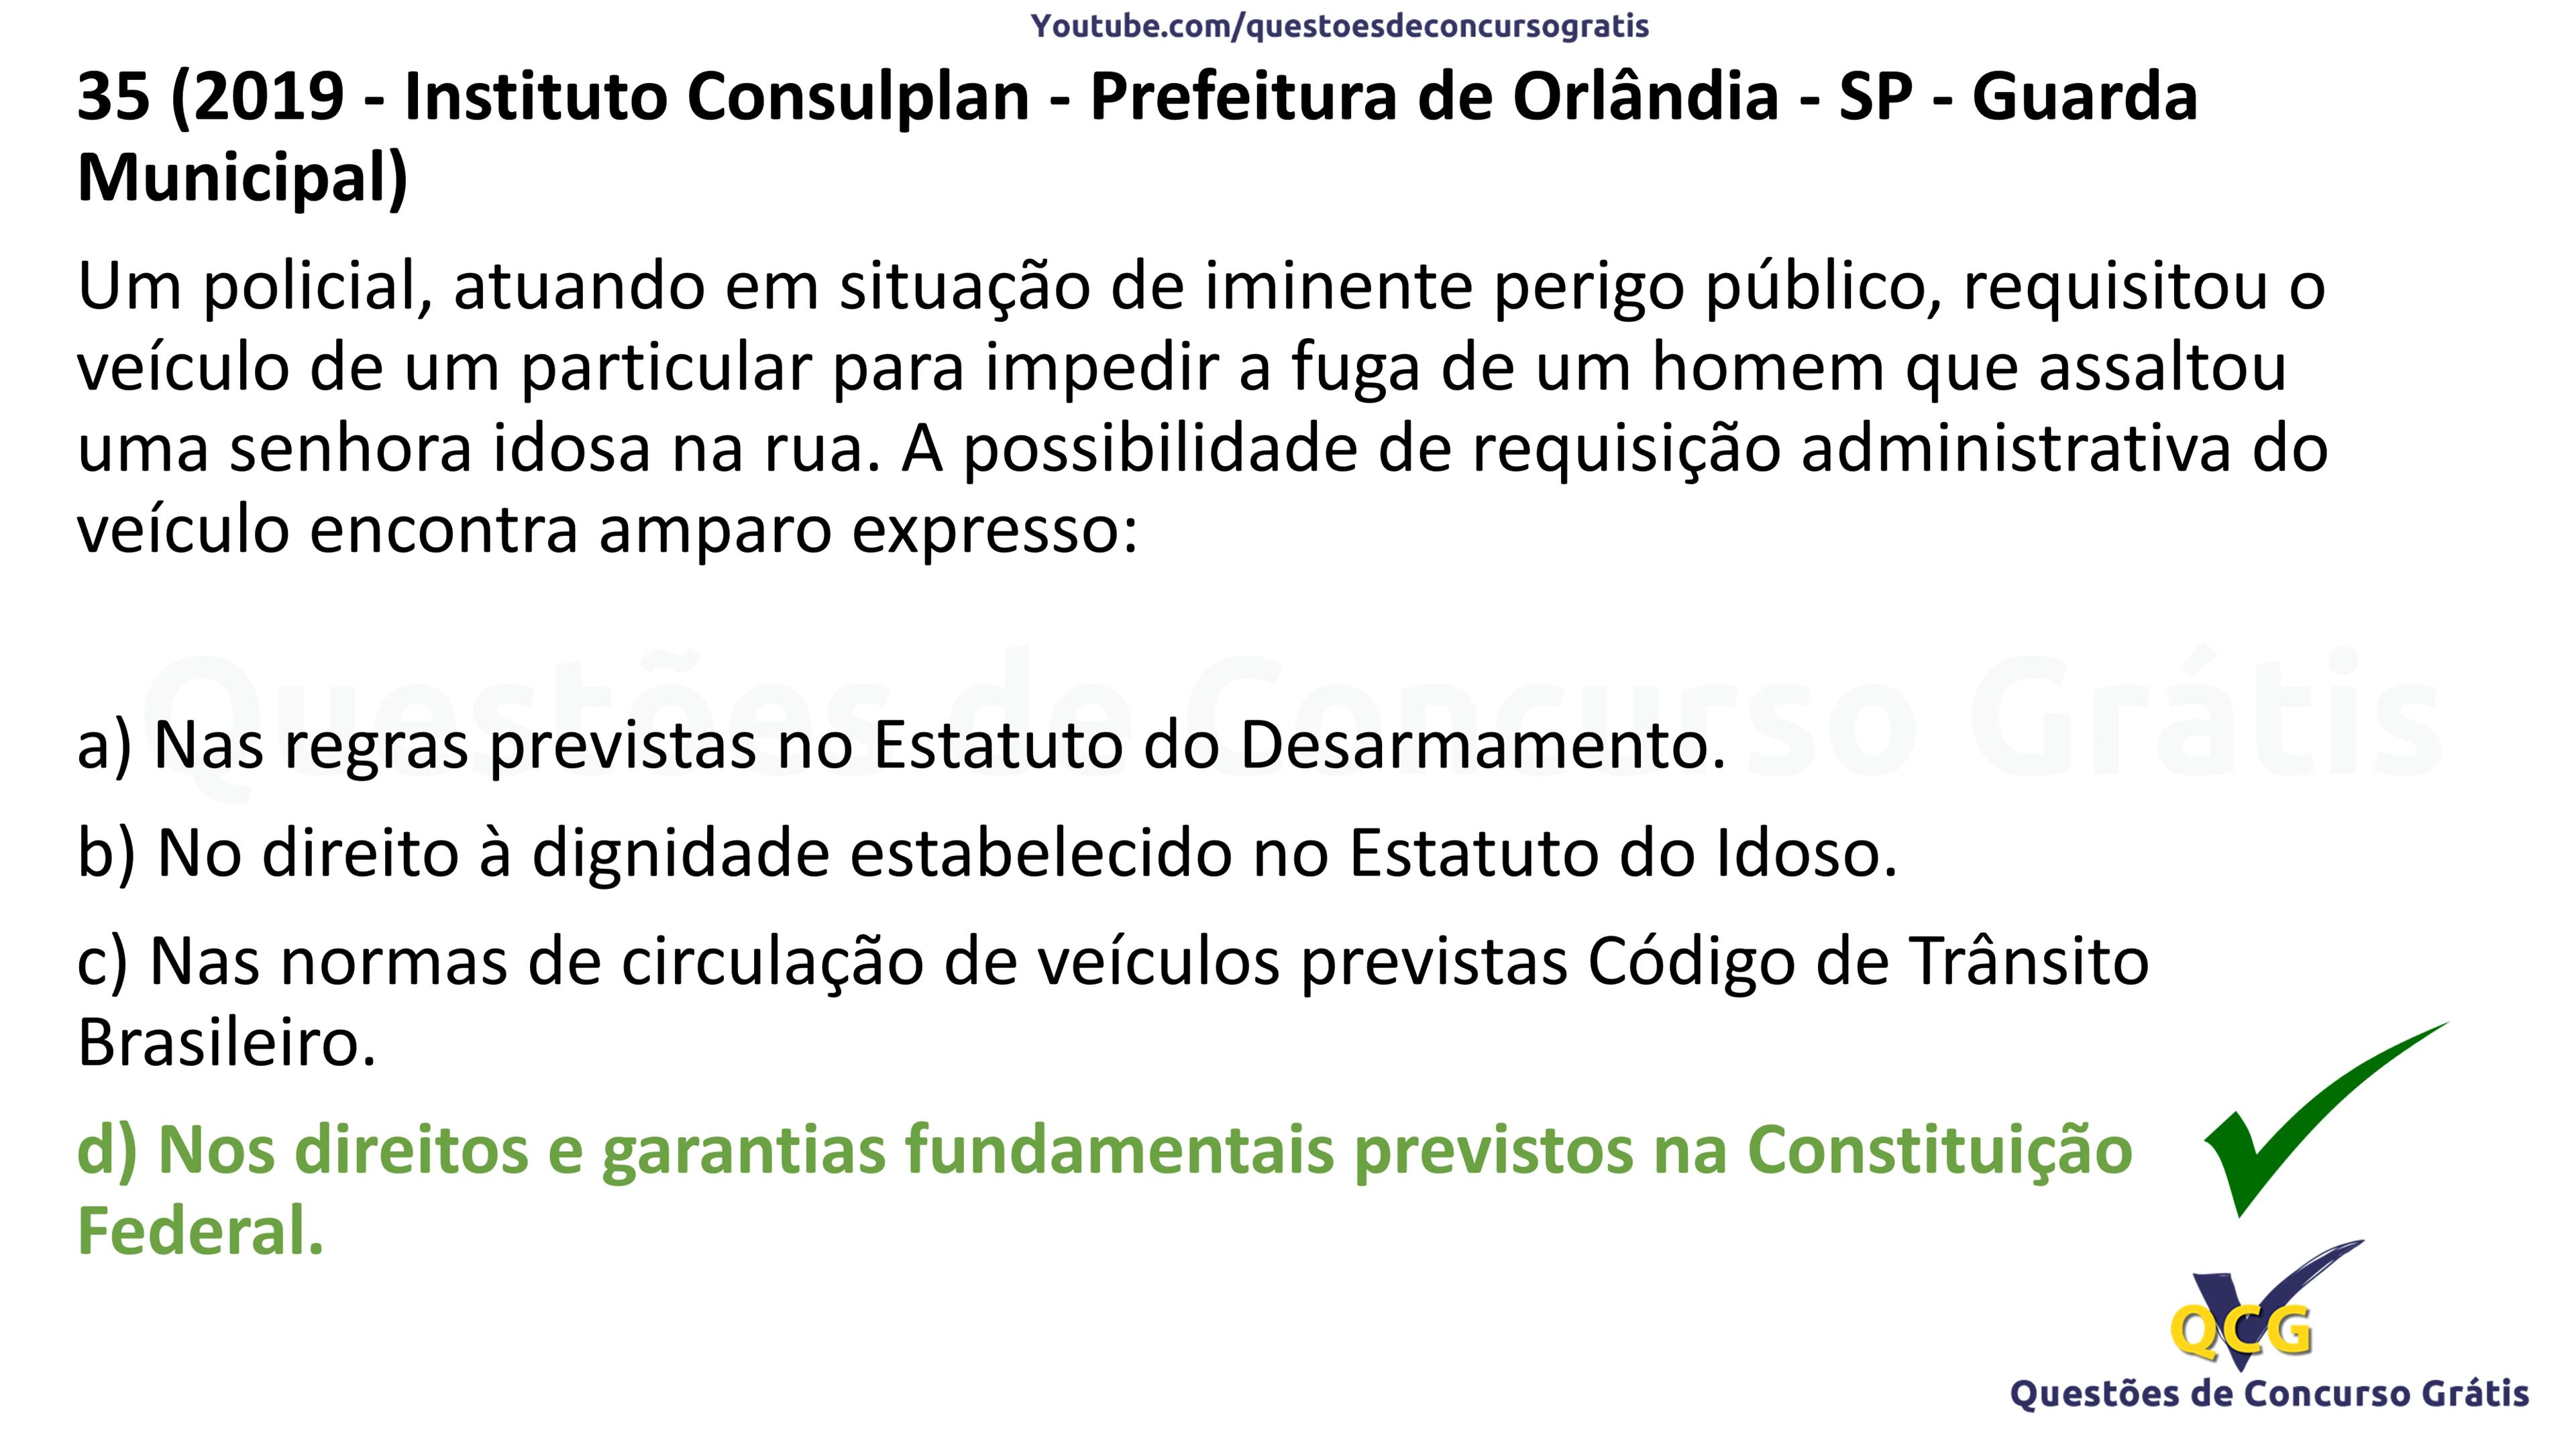 Youtube.com/questoesdeconcursogratis
35 (2019 - Instituto Consulplan - Prefeitura de Orlândia - SP - Guarda
Municipal)
Um policial, atuando em situação de iminente perigo público, requisitou o
veículo de um particular para impedir a fuga de um homem que assaltou
uma senhora idosa na rua. A possibilidade de requisição administrativa do
veículo encontra amparo expresso:
Questões de Concurso Grátis
a) Nas regras previstas no Estatuto do Desarmamento.
b) No direito à dignidade estabelecido no Estatuto do Idoso.
c) Nas normas de circulação de veículos previstas Código de Trânsito
Brasileiro.
d) Nos direitos e garantias fundamentais previstos na Constituição
Federal.
QCG
Questões de Concurso Grátis